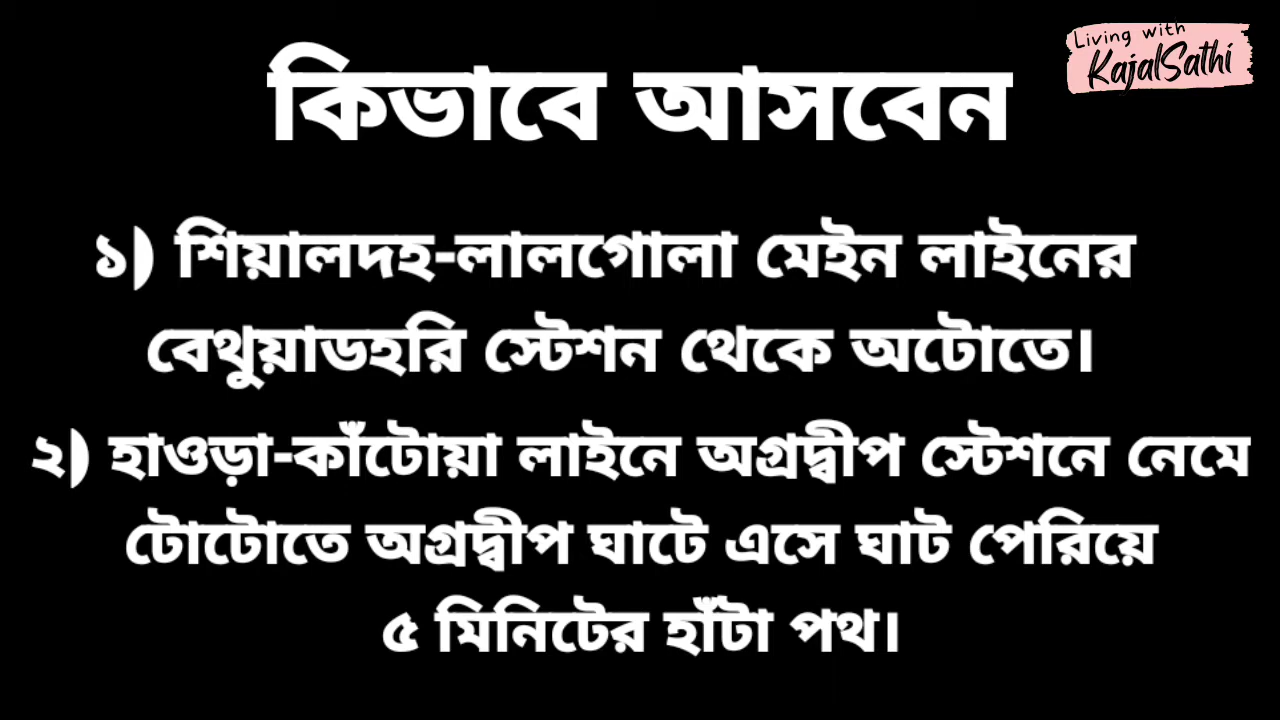 Living with
KajalSathi
কিভাবে আসবেন
১) শিয়ালদহ-লালগোলা মেইন লাইনের
বেথুয়াডহরি স্টেশন থেকে অটোতে।
২) হাওড়া-কাঁটোয়া লাইনে অগ্রদ্বীপ স্টেশনে নেমে
টোটোতে অগ্রদ্বীপ ঘাটে এসে ঘাট পেরিয়ে
৫ মিনিটের হাঁটা পথ।